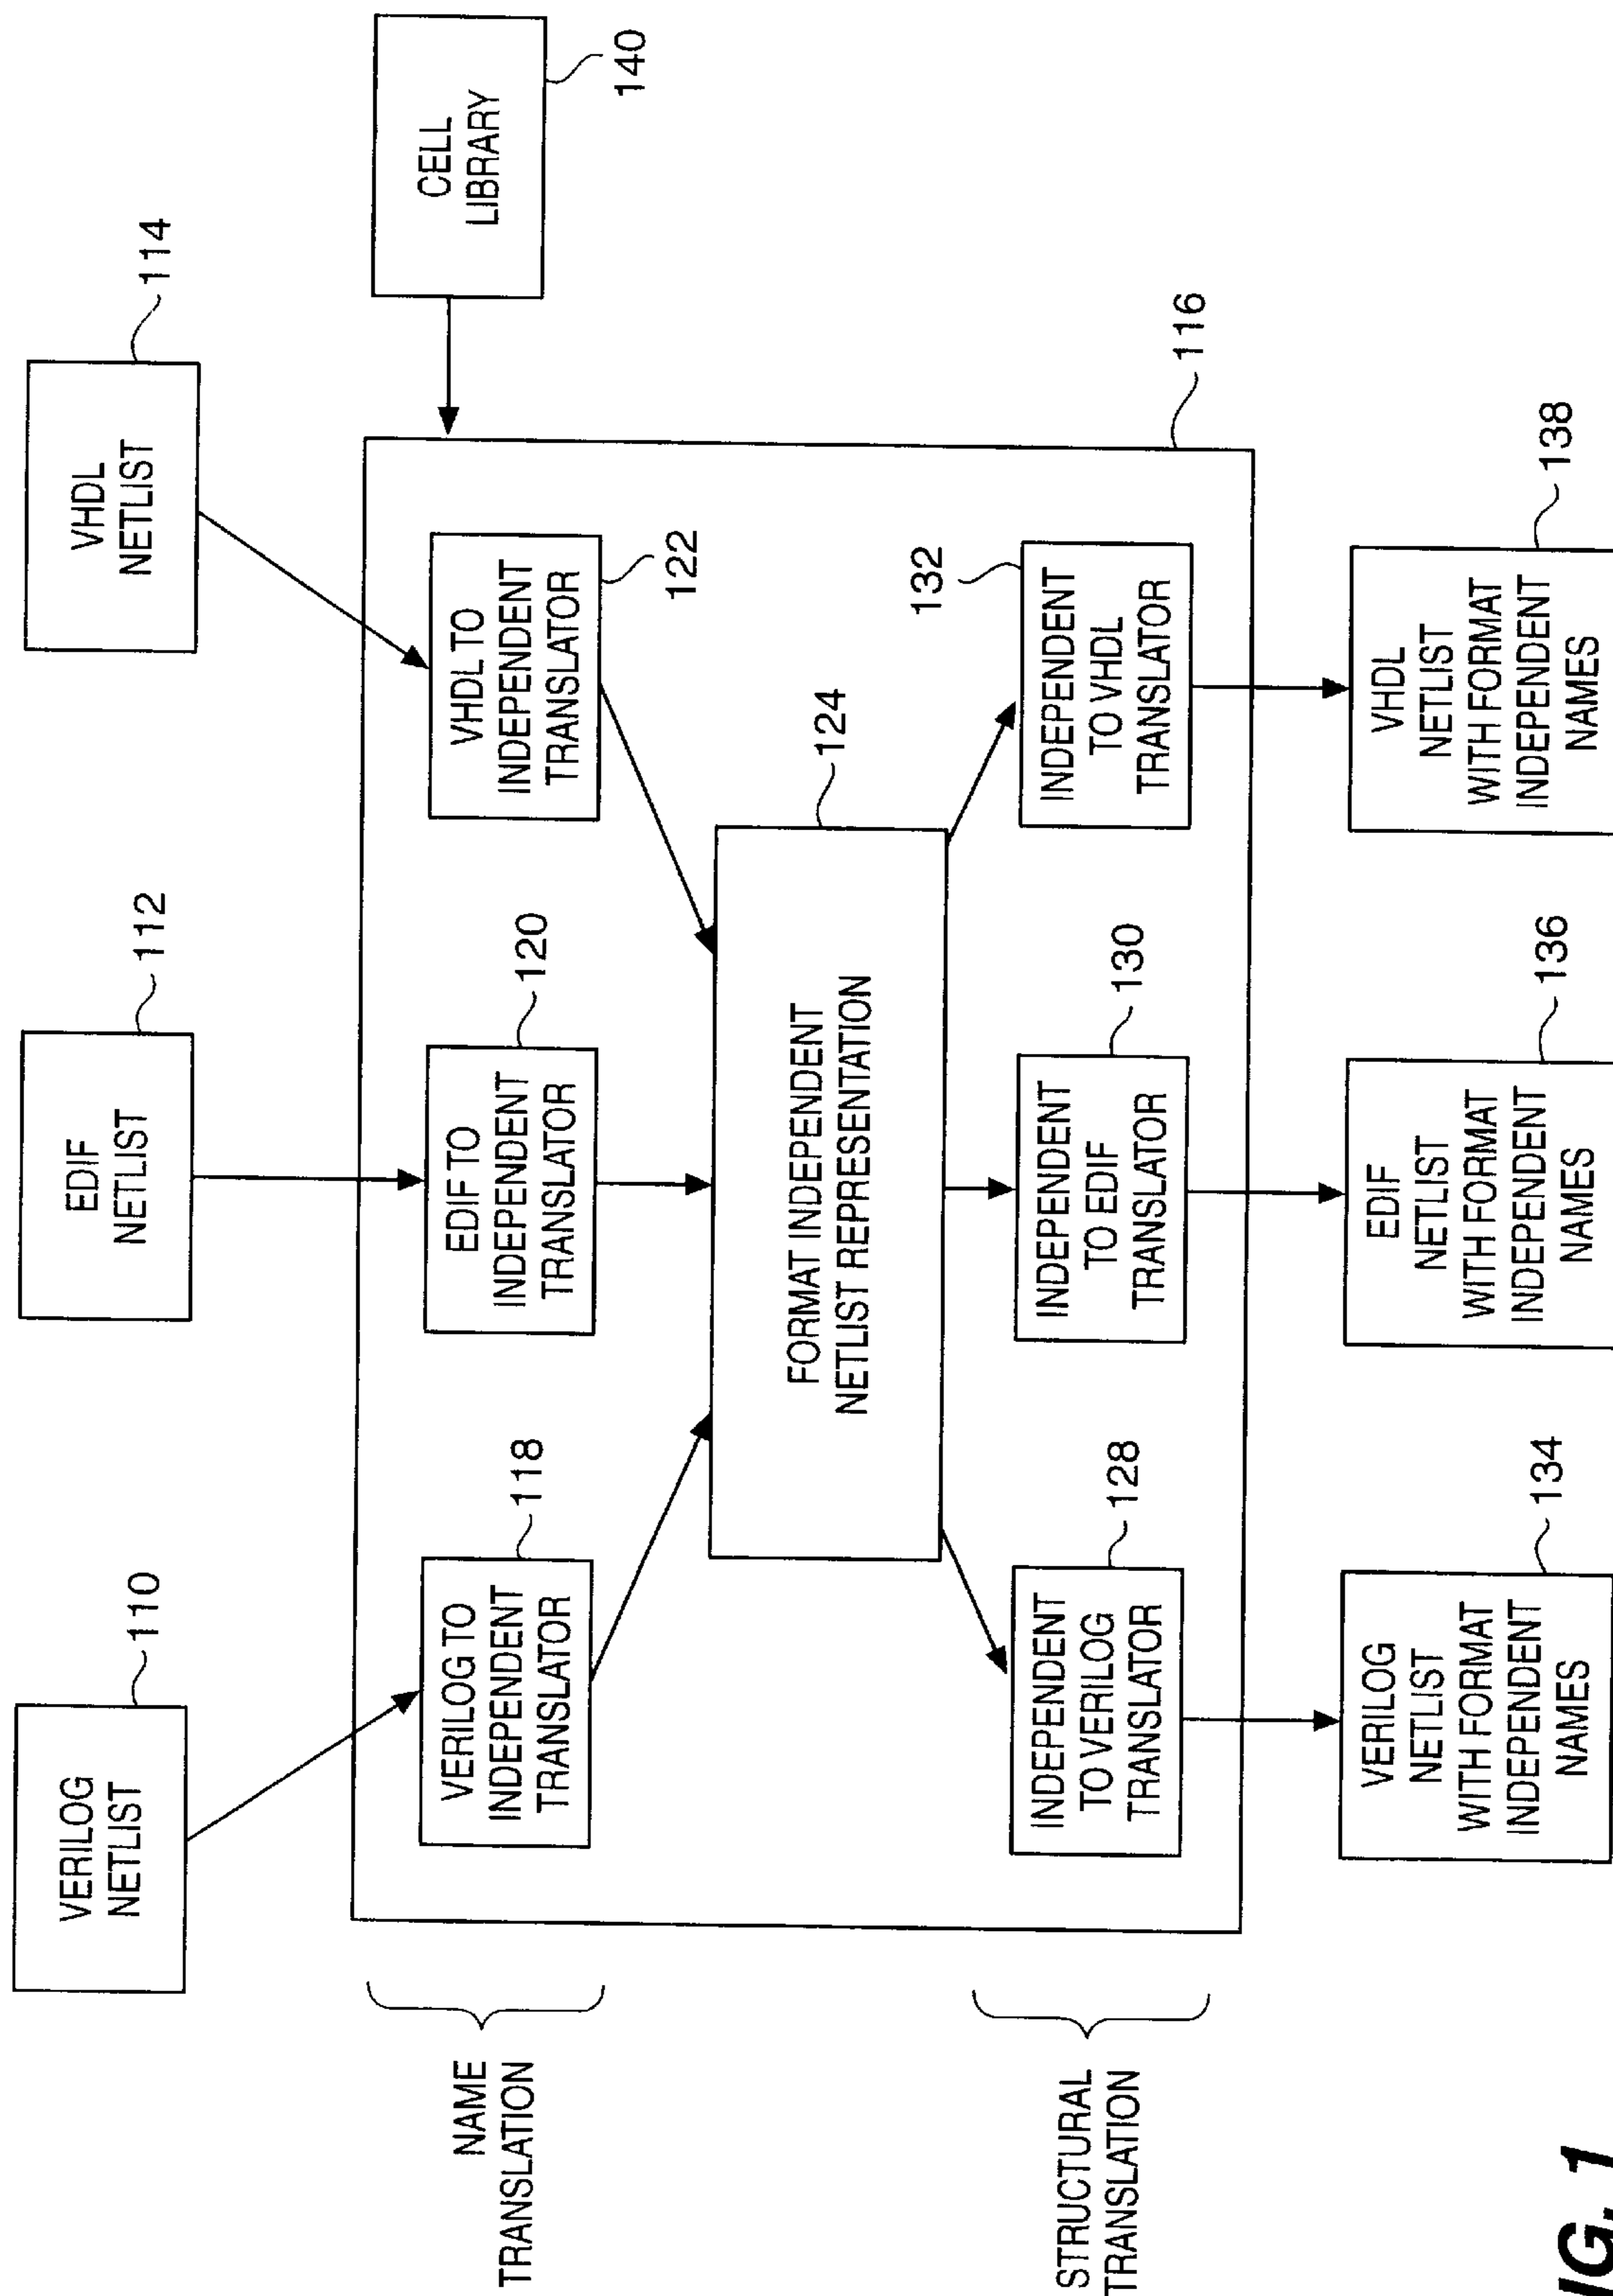 VERILOG
NETLIST
110
EDIF
NETLIST
112
VHDL
NETLIST
114
CELL
LIBRARY
140
NAME
TRANSLATION
VERILOG TO
INDEPENDENT
TRANSLATOR
118
EDIF TO
INDEPENDENT
TRANSLATOR
120
VHDL TO
INDEPENDENT
TRANSLATOR
122
FORMAT INDEPENDENT
NETLIST REPRESENTATION
124
STRUCTURAL
TRANSLATION
INDEPENDENT
TO VERILOG
TRANSLATOR
128
INDEPENDENT
TO EDIF
TRANSLATOR
130
INDEPENDENT
TO VHDL
TRANSLATOR
132
116
VERILOG
NETLIST
WITH FORMAT
INDEPENDENT
NAMES
134
EDIF
NETLIST
WITH FORMAT
INDEPENDENT
NAMES
136
VHDL
NETLIST
WITH FORMAT
INDEPENDENT
NAMES
138
IG. 1